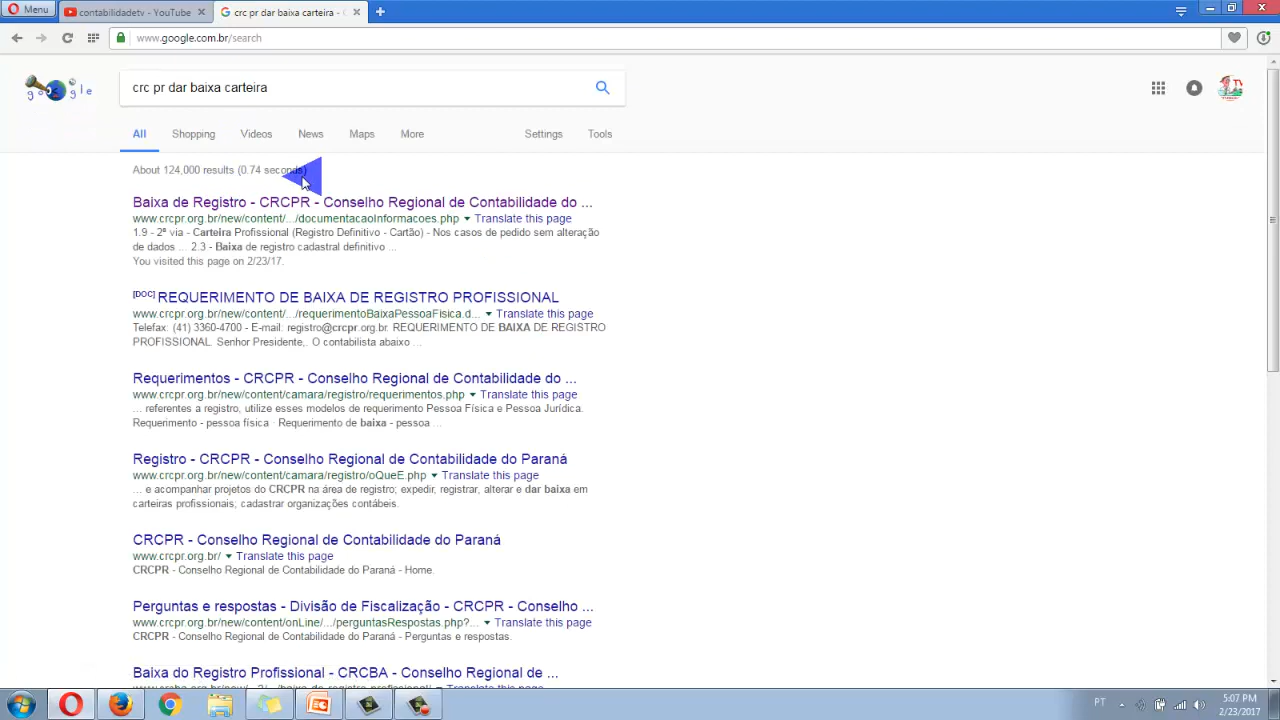 Menu
contabilidadetv - YouTube
crc pr dar baixa carteira -
www.google.com.br/search
crc pr dar baixa carteira
All Shopping Videos News Maps More Settings Tools
About 124,000 results (0.74 seconds)
Baixa de Registro - CRCPR - Conselho Regional de Contabilidade do ...
www.crcpr.org.br/new/content/.../documentacaoInformacoes.php Translate this page
1.9 - 2ª via - Carteira Profissional (Registro Definitivo - Cartão) - Nos casos de pedido sem alteração
de dados ... 2.3 - Baixa de registro cadastral definitivo ...
You visited this page on 2/23/17.
[DOC] REQUERIMENTO DE BAIXA DE REGISTRO PROFISSIONAL
www.crcpr.org.br/new/content/.../requerimentoBaixaPessoaFisica.d... Translate this page
Telefax: (41) 3360-4700 - E-mail: registro@crcpr.org.br. REQUERIMENTO DE BAIXA DE REGISTRO
PROFISSIONAL. Senhor Presidente,. O contabilista abaixo ...
Requerimentos - CRCPR - Conselho Regional de Contabilidade do ...
www.crcpr.org.br/new/content/camara/registro/requerimentos.php Translate this page
... referentes a registro, utilize esses modelos de requerimento Pessoa Física e Pessoa Jurídica.
Requerimento - pessoa física Requerimento de baixa - pessoa ...
Registro - CRCPR - Conselho Regional de Contabilidade do Paraná
www.crcpr.org.br/new/content/camara/registro/oQueE.php Translate this page
... e acompanhar projetos do CRCPR na área de registro; expedir, registrar, alterar e dar baixa em
carteiras profissionais; cadastrar organizações contábeis.
CRCPR - Conselho Regional de Contabilidade do Paraná
www.crcpr.org.br/ Translate this page
CRCPR - Conselho Regional de Contabilidade do Paraná - Home.
Perguntas e respostas - Divisão de Fiscalização - CRCPR - Conselho ...
www.crcpr.org.br/new/content/onLine/.../perguntasRespostas.php?... Translate this page
CRCPR - Conselho Regional de Contabilidade do Paraná - Perguntas e respostas.
Baixa do Registro Profissional - CRCBA - Conselho Regional de ...
PT
5:07 PM
2/23/2017